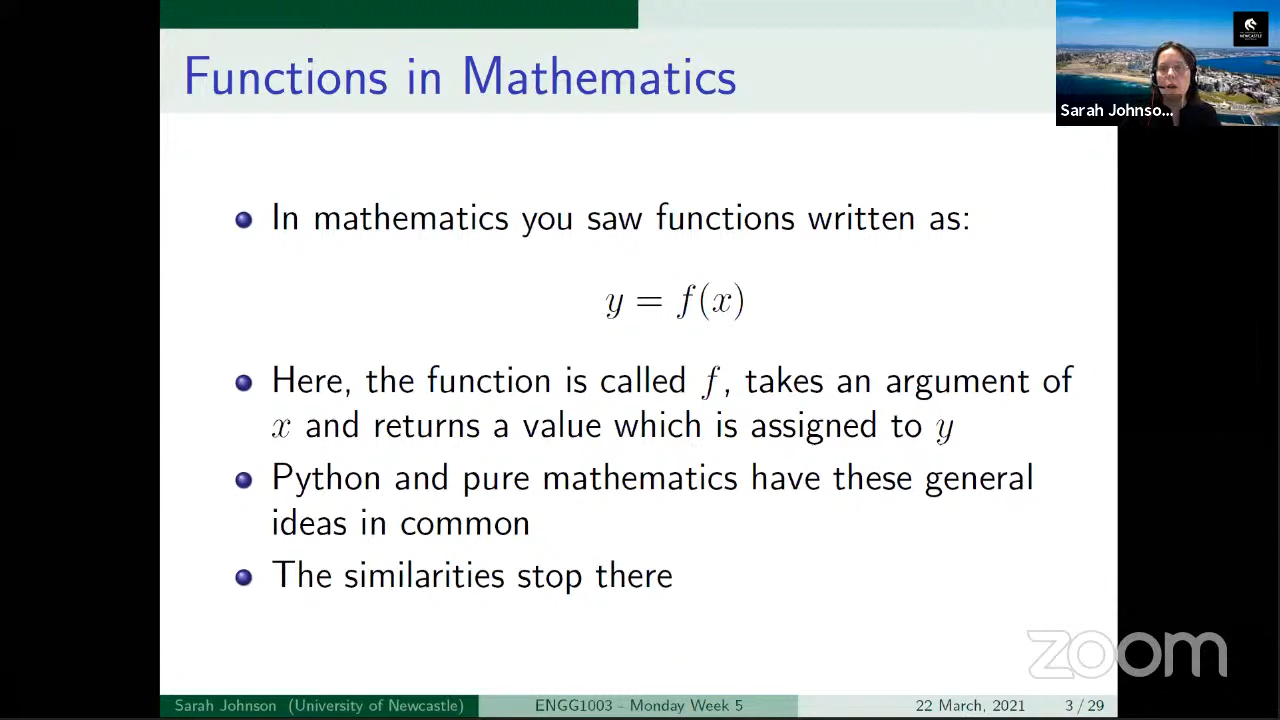 Functions in Mathematics
Sarah Johnso...
In mathematics you saw functions written as:
y = f(x)
Here, the function is called f, takes an argument of
x and returns a value which is assigned to y
Python and pure mathematics have these general
ideas in common
The similarities stop there
zoom
Sarah Johnson (University of Newcastle) ENGG1003 - Monday Week 5 22 March, 2021 3 / 29